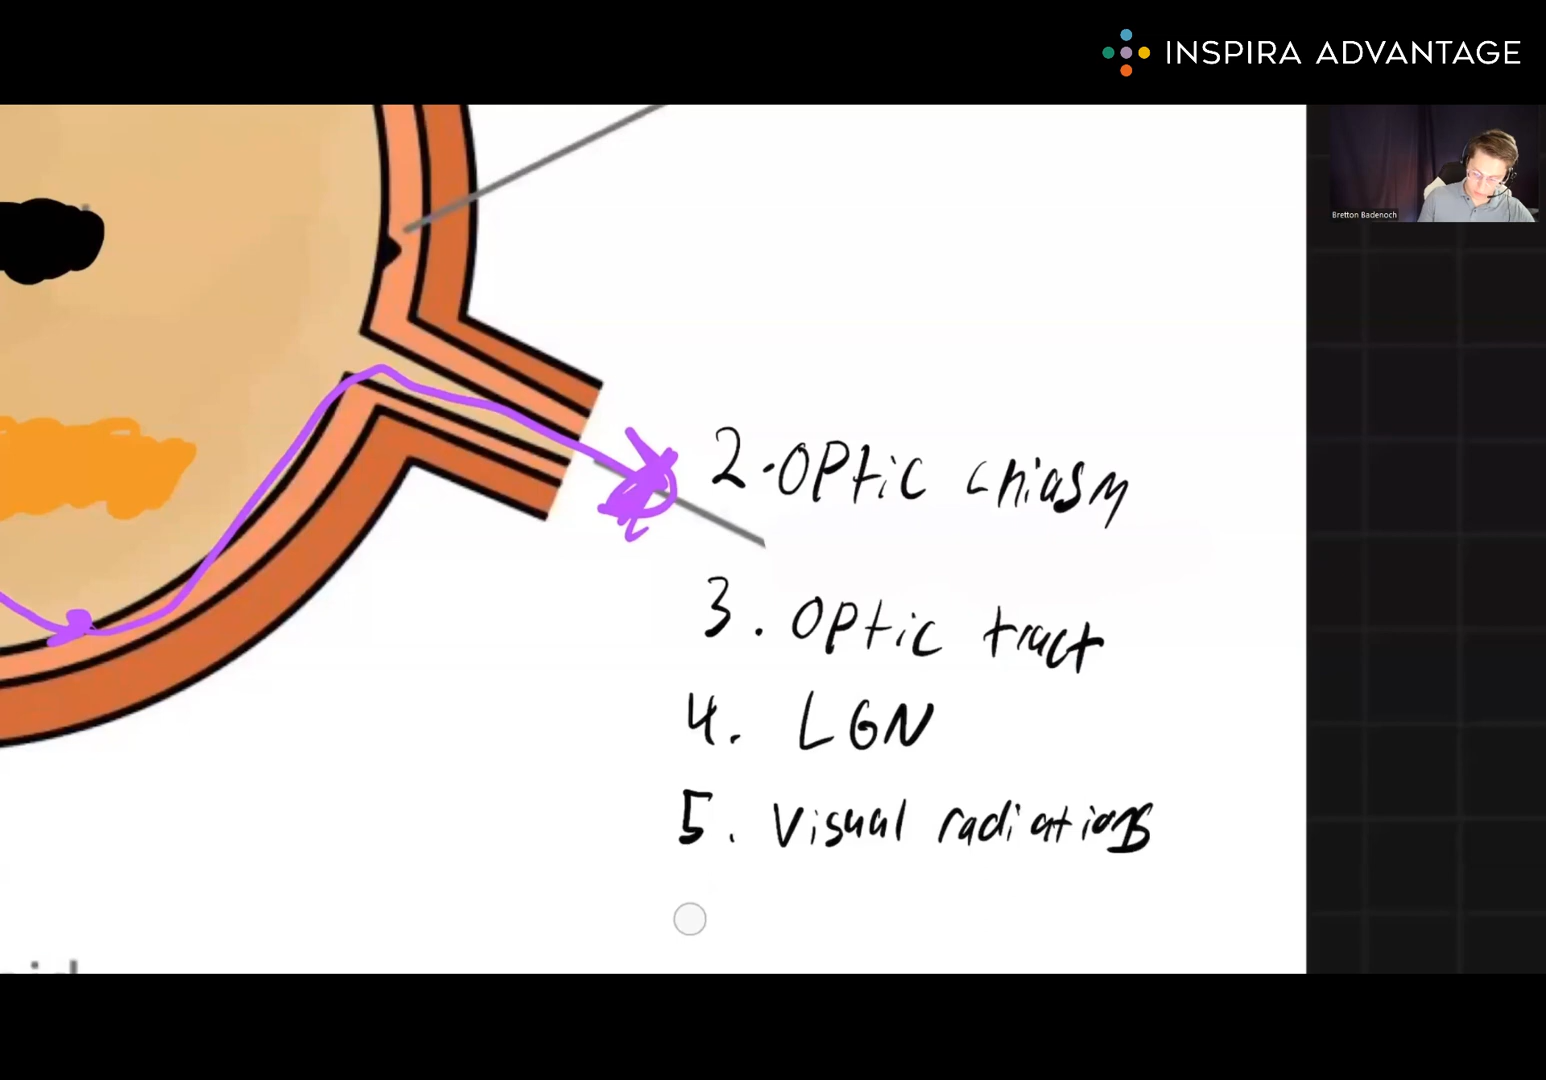 INSPIRA ADVANTAGE
Bretton Badenoch
2. Optic chiasm
3. Optic tract
4. LGN
5. Visual radiations